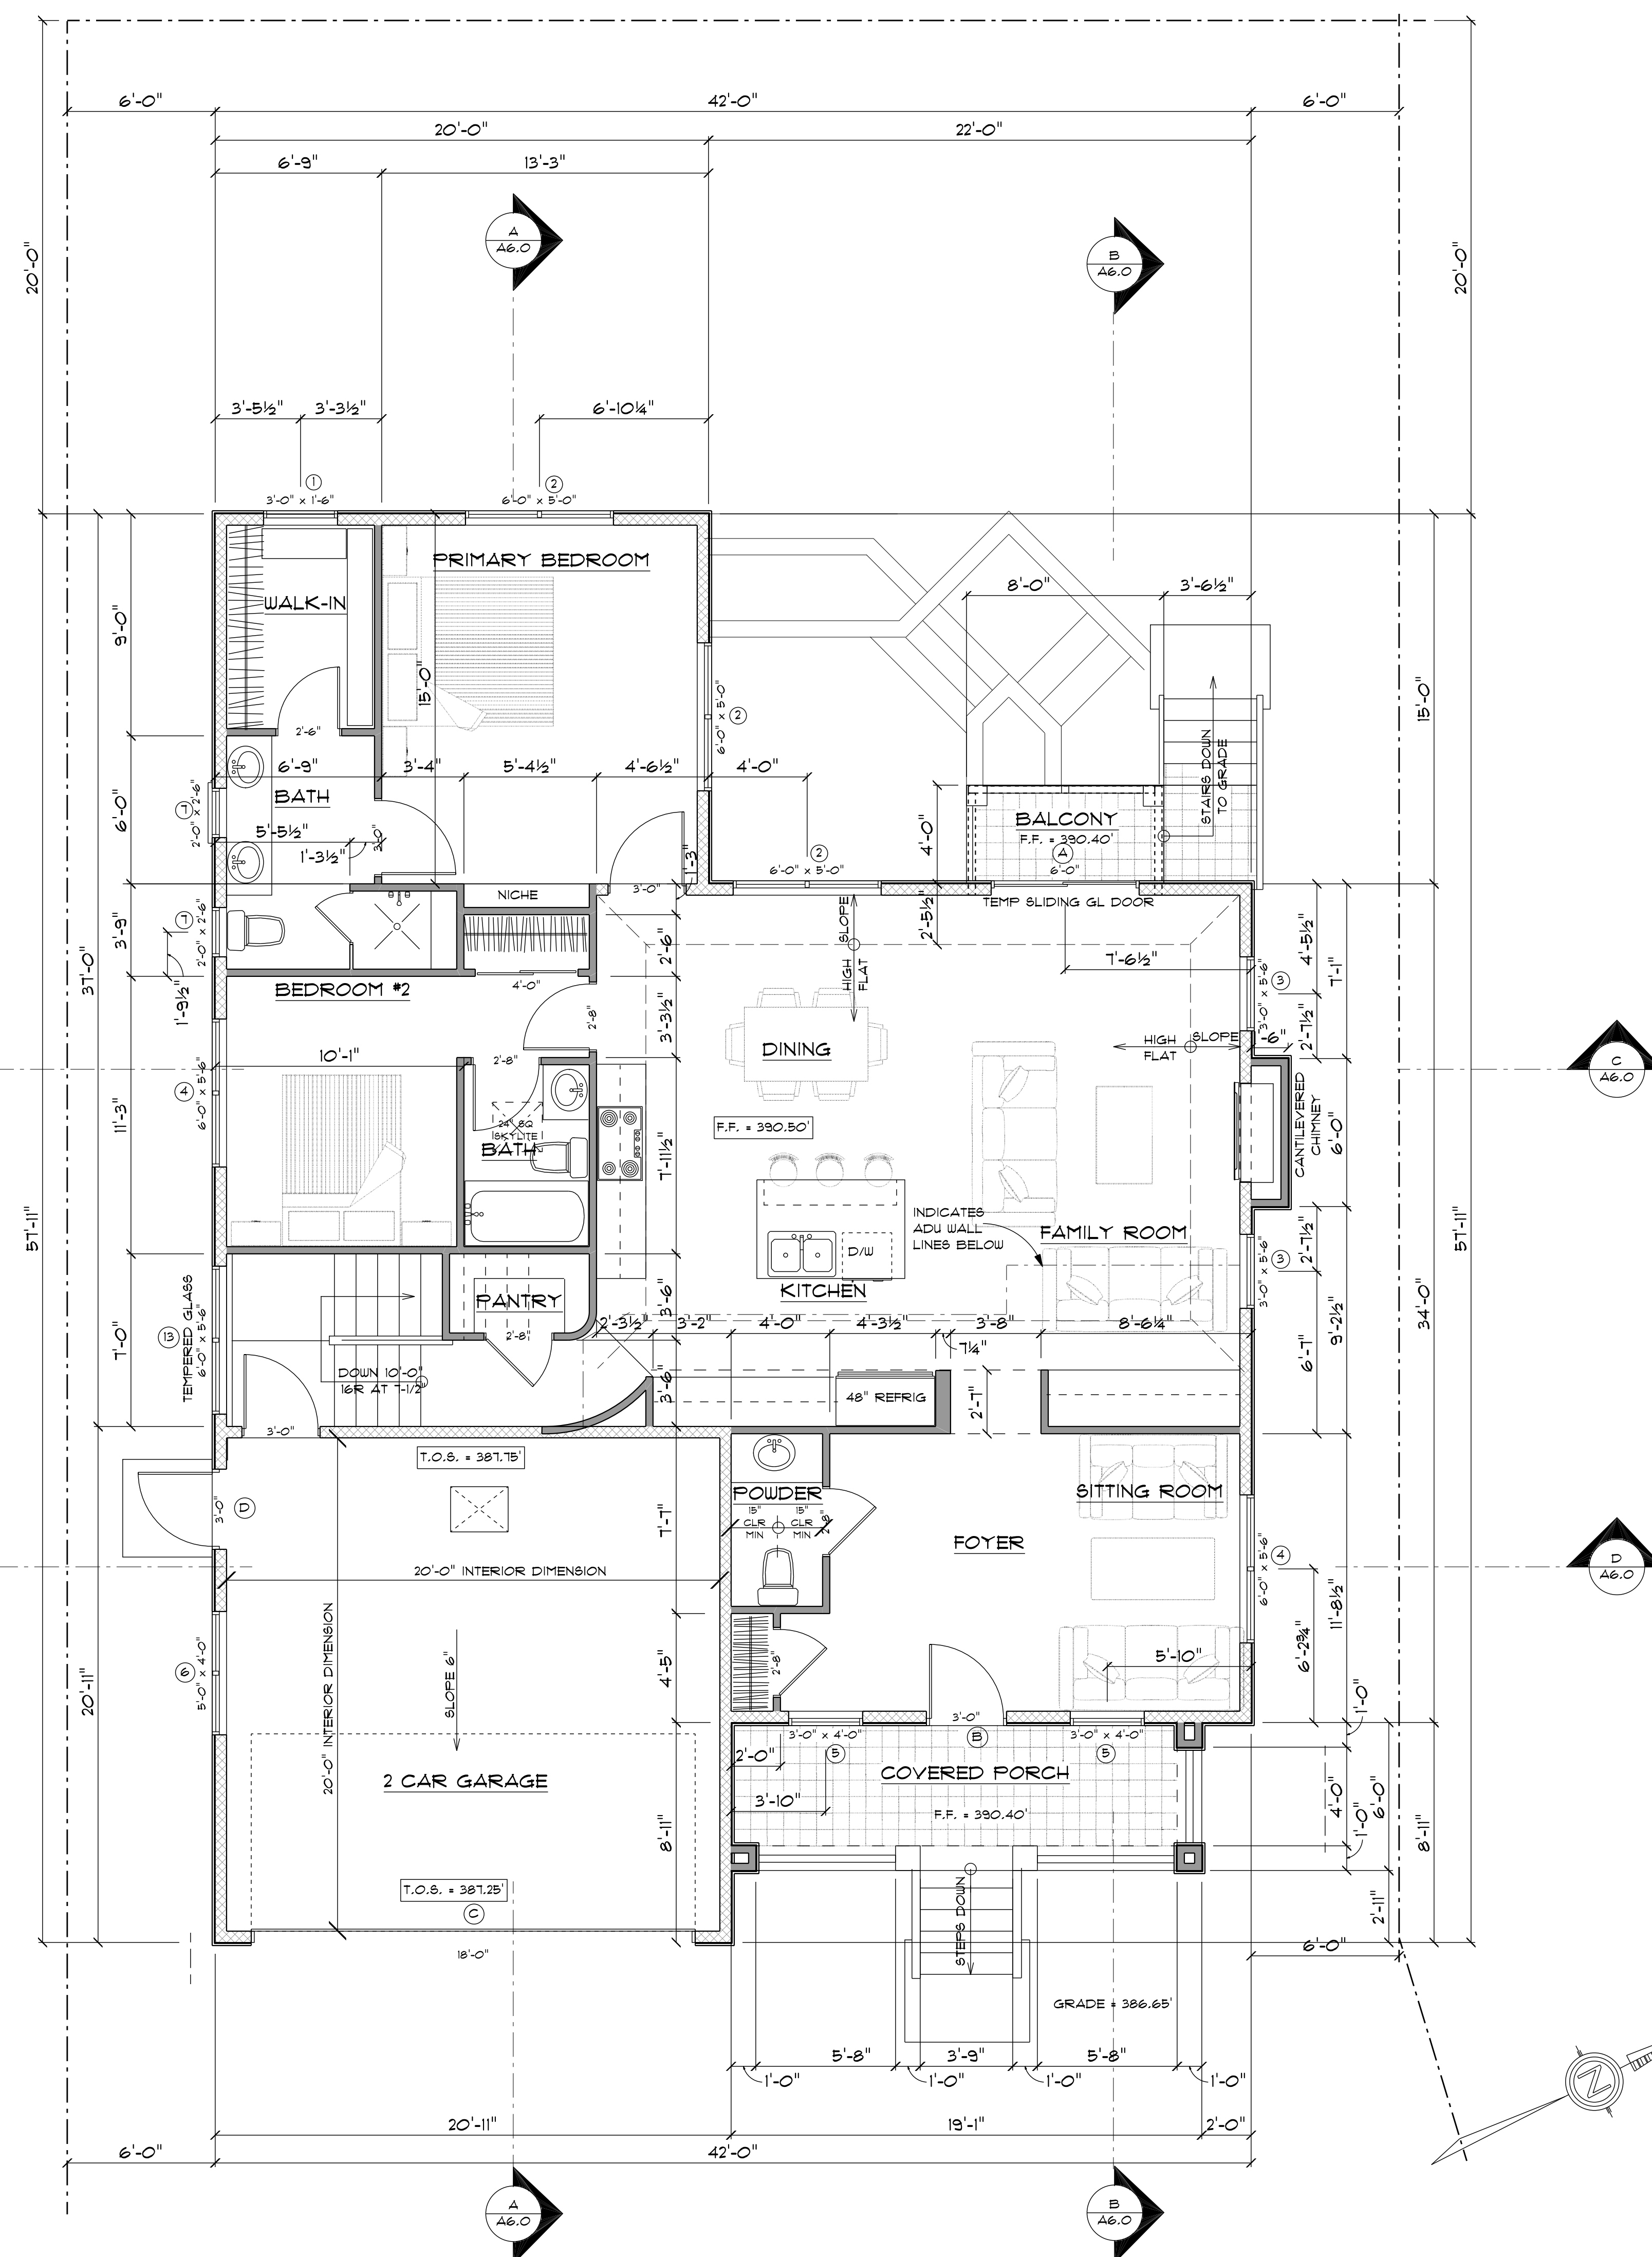 6'-0"
42'-0"
6'-0"
20'-0"
22'-0"
6'-9"
13'-3"
A
A6.0
B
A6.0
20'-0"
20'-0"
3'-5½"
3'-3½"
6'-10¼"
1
3'-0" x 1'-6"
2
6'-0" x 5'-0"
PRIMARY BEDROOM
WALK-IN
8'-0"
3'-6½"
9'-0"
15'-0"
15'-0"
6'-0" x 5'-0"
2
2'-6"
STAIRS DOWN
TO GRADE
6'-9"
3'-4"
5'-4½"
4'-6½"
4'-0"
BATH
7
2'-0" x 2'-6"
6'-0"
5'-5½"
1'-3½"
3'-0"
BALCONY
F.F. = 390.40'
A
6'-0"
4'-0"
2
6'-0" x 5'-0"
1'-3"
3'-0"
NICHE
TEMP SLIDING GL DOOR
7
2'-0" x 2'-6"
3'-9"
1'-9½"
37'-0"
2'-6"
2'-5½"
SLOPE
HIGH
FLAT
7'-6½"
4'-5½"
7'-1"
3'-0" x 5'-6"
3
2'-7½"
BEDROOM #2
4'-0"
2'-8"
3'-3½"
DINING
HIGH
SLOPE
FLAT
C
A6.0
10'-1"
2'-8"
4
6'-0" x 5'-6"
11'-3"
24" SQ
SKYLITE
BATH
F.F. = 390.50'
CANTILEVERED
CHIMNEY
6'-0"
7'-11½"
57'-11"
57'-11"
INDICATES
ADU WALL
LINES BELOW
FAMILY ROOM
D/W
KITCHEN
2'-7½"
3'-0" x 5'-6"
3
PANTRY
3'-6"
2'-8"
TEMPERED GLASS
6'-0" x 5'-6"
13
7'-0"
2'-3½"
3'-2"
4'-0"
4'-3½"
3'-8"
8'-6¼"
7¼"
9'-2½"
6'-7"
34'-0"
DOWN 10'-0"
16R AT 7-1/2"
3'-6"
48" REFRIG
2'-7"
3'-0"
T.O.S. = 387.75'
POWDER
15"
CLR
MIN
15"
CLR
MIN
2'-8"
SITTING ROOM
FOYER
3'-0"
D
7'-7"
6'-0" x 5'-6"
4
D
A6.0
20'-0" INTERIOR DIMENSION
20'-0" INTERIOR DIMENSION
11'-8½"
6'-2¾"
5'-10"
SLOPE 6"
6
5'-0" x 4'-0"
20'-11"
4'-5"
2'-8"
3'-0"
B
3'-0" x 4'-0"
5
3'-0" x 4'-0"
5
1'-0"
2'-0"
COVERED PORCH
3'-10"
F.F. = 390.40'
2 CAR GARAGE
4'-0"
6'-0"
1'-0"
8'-11"
8'-11"
T.O.S. = 387.25'
C
STEPS DOWN
2'-11"
18'-0"
6'-0"
GRADE = 386.65'
5'-8"
3'-9"
5'-8"
1'-0"
1'-0"
1'-0"
1'-0"
N
20'-11"
19'-1"
2'-0"
6'-0"
42'-0"
A
A6.0
B
A6.0